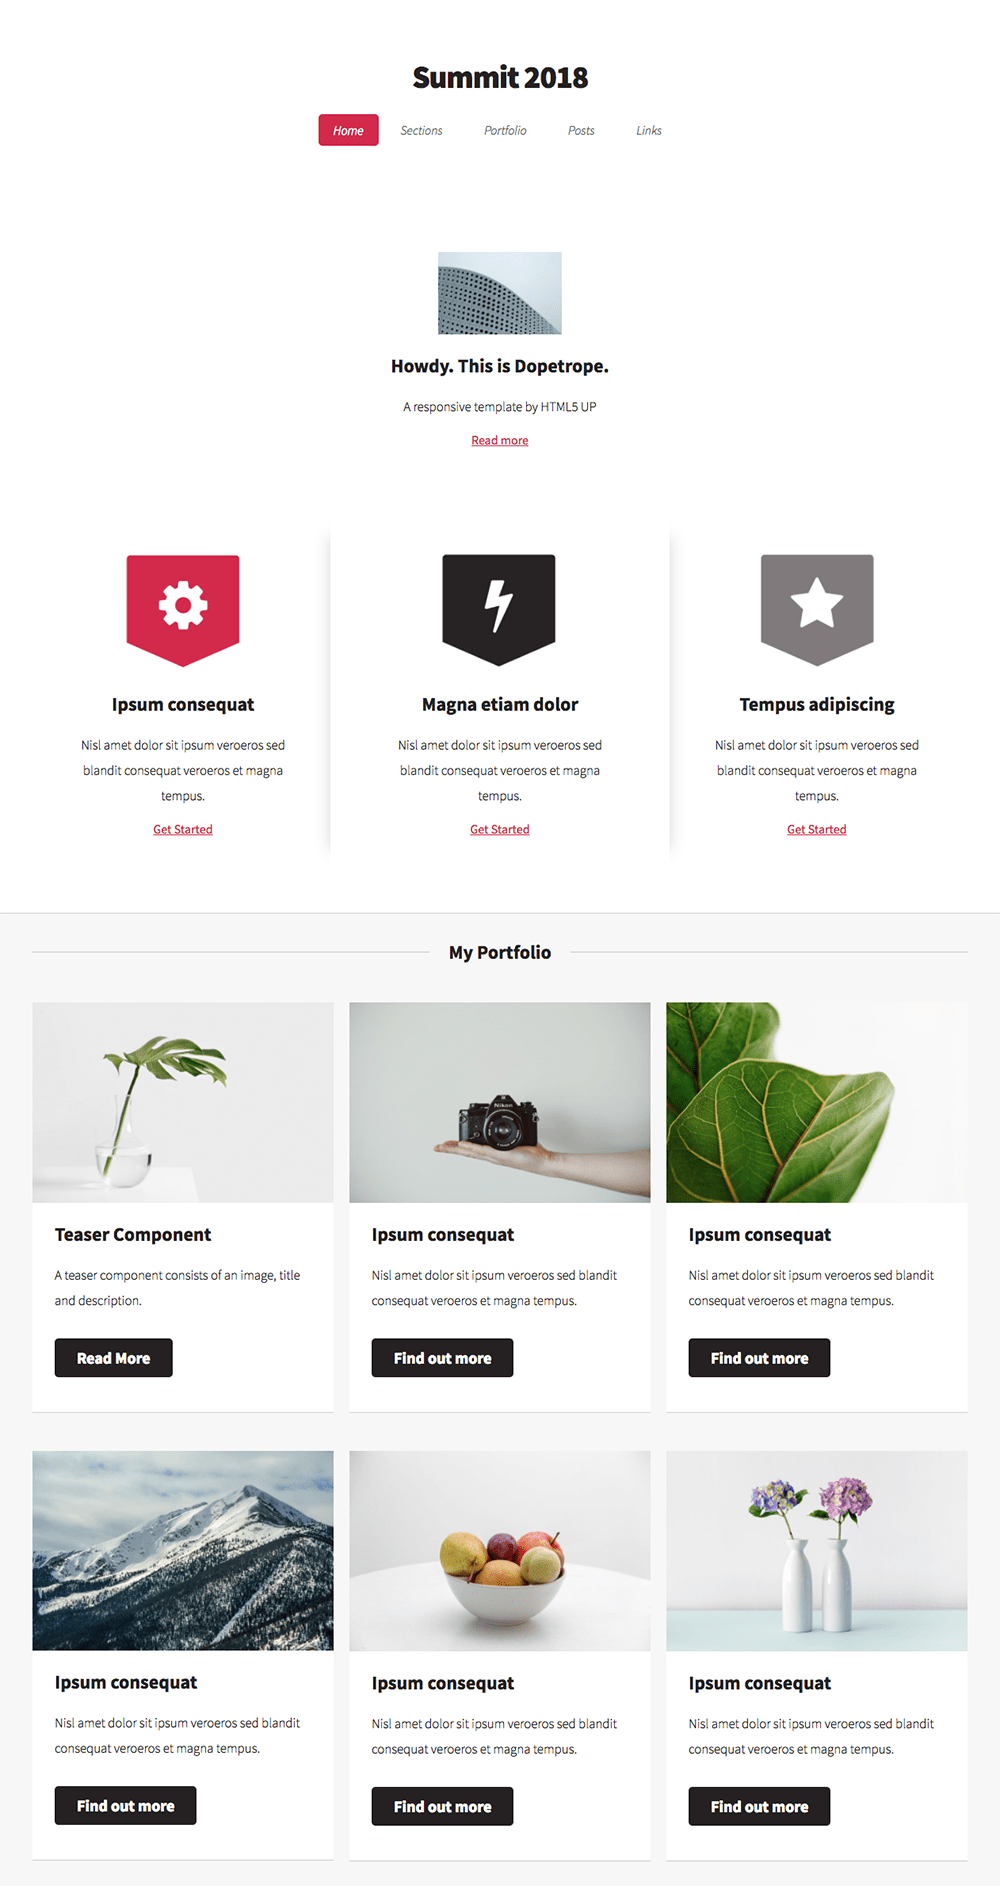 Summit 2018
Home Sections Portfolio Posts Links
Howdy. This is Dopetrope.
A responsive template by HTML5 UP
Read more
Ipsum consequat
Nisl amet dolor sit ipsum veroeros sed
blandit consequat veroeros et magna
tempus.
Get Started
Magna etiam dolor
Nisl amet dolor sit ipsum veroeros sed
blandit consequat veroeros et magna
tempus.
Get Started
Tempus adipiscing
Nisl amet dolor sit ipsum veroeros sed
blandit consequat veroeros et magna
tempus.
Get Started
My Portfolio
Teaser Component
A teaser component consists of an image, title
and description.
Read More
Nikon
Ipsum consequat
Nisl amet dolor sit ipsum veroeros sed blandit
consequat veroeros et magna tempus.
Find out more
Ipsum consequat
Nisl amet dolor sit ipsum veroeros sed blandit
consequat veroeros et magna tempus.
Find out more
Ipsum consequat
Nisl amet dolor sit ipsum veroeros sed blandit
consequat veroeros et magna tempus.
Find out more
Ipsum consequat
Nisl amet dolor sit ipsum veroeros sed blandit
consequat veroeros et magna tempus.
Find out more
Ipsum consequat
Nisl amet dolor sit ipsum veroeros sed blandit
consequat veroeros et magna tempus.
Find out more